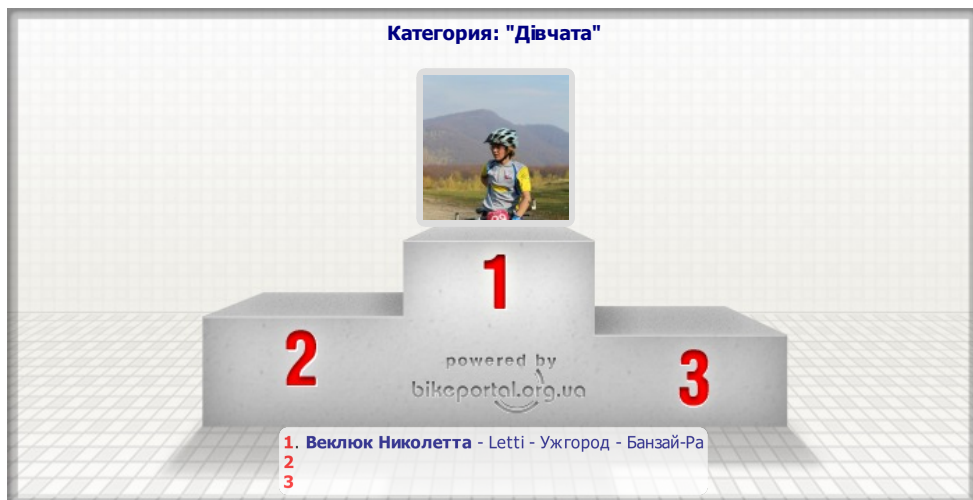 Категория: "Дівчата"
1
2
3
powered by
bikeportal.org.ua
1. Веклюк Николетта - Letti - Ужгород - Банзай-Ра
2
3